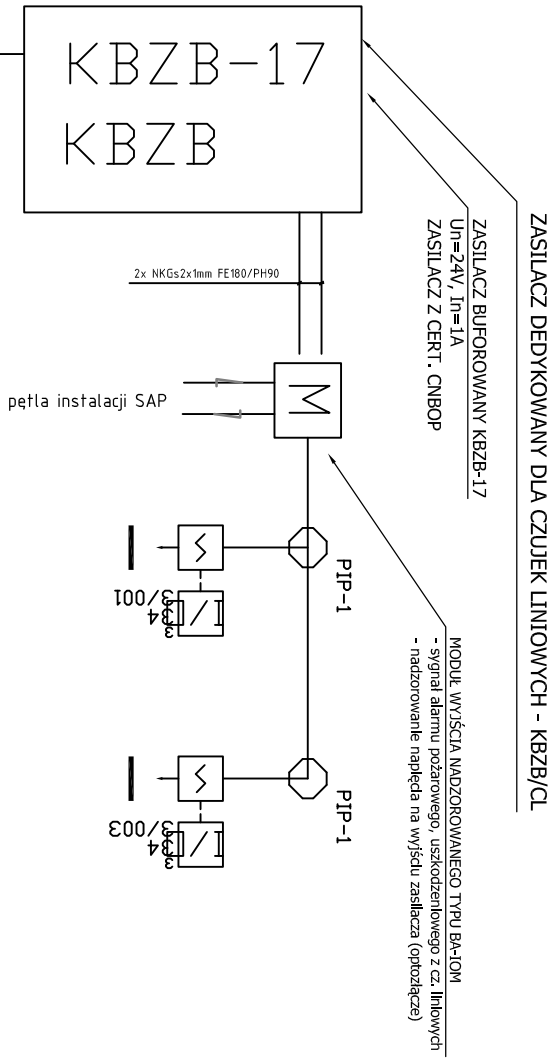 KBZB-17
KBZB
ZASILACZ DEDYKOWANY DLA CZUJEK LINIOWYCH - KBZB/CL
ZASILACZ BUFOROWANY KBZB-17
Un=24V, In=1A
ZASILACZ Z CERT. CNBOP
2x NKGs2x1mm FE180/PH90
M
pętla instalacji SAP
MODUŁ WYJŚCIA NADZOROWANEGO TYPU BA-IOM
- sygnał alarmu pożarowego, uszkodzeniowego z cz. liniowych
- nadzorowanie napięcia na wyjściu zasilacza (optozłącze)
PIP-1
3/001
PIP-1
3/003